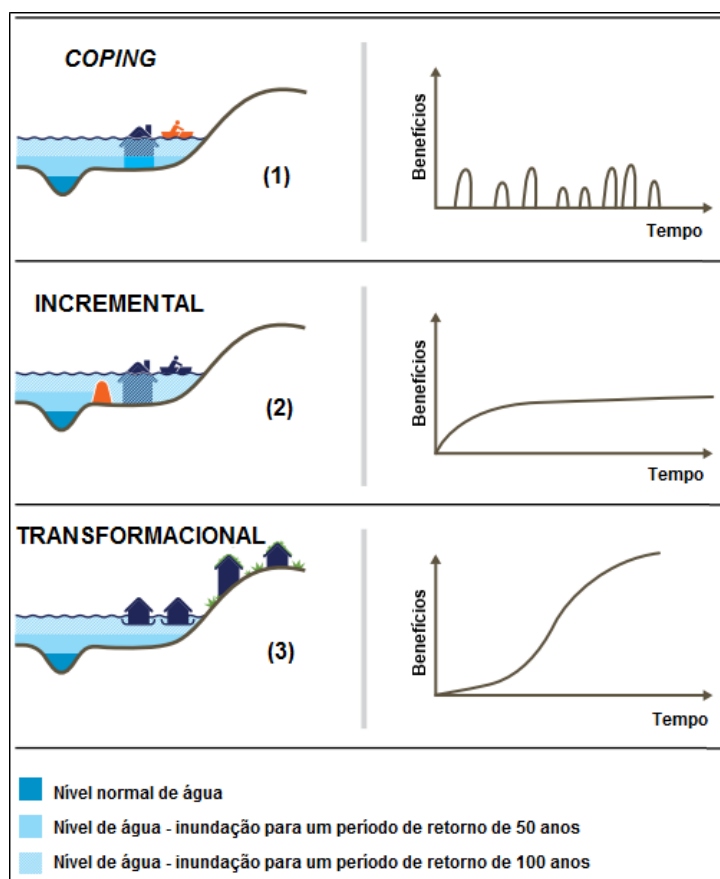 COPING
(1)
Benefícios
Tempo
INCREMENTAL
(2)
Benefícios
Tempo
TRANSFORMACIONAL
(3)
Benefícios
Tempo
Nível normal de água
Nível de água - inundação para um período de retorno de 50 anos
Nível de água - inundação para um período de retorno de 100 anos